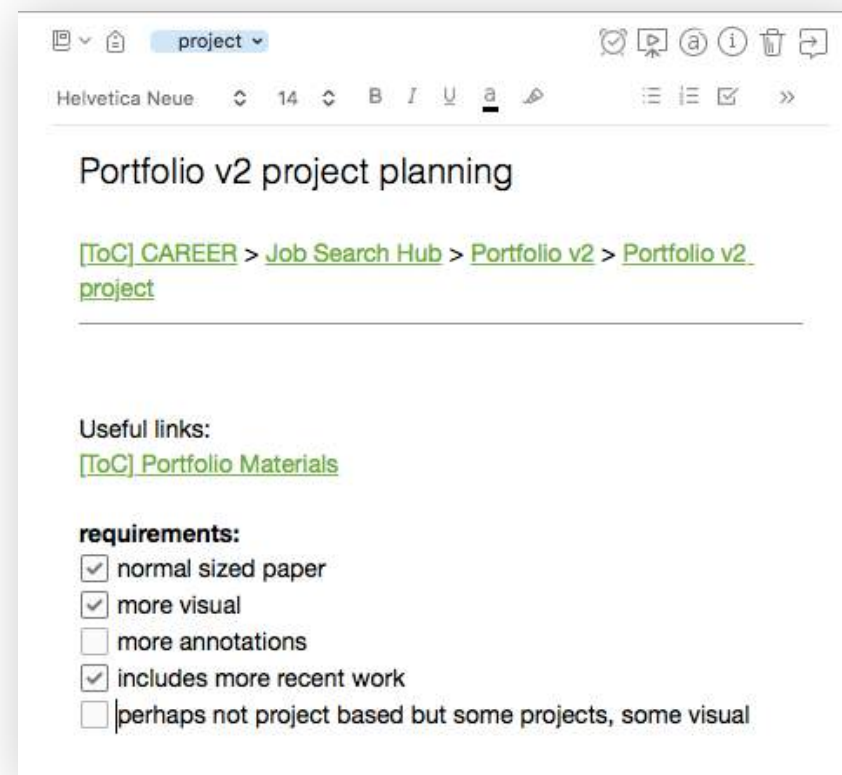 project
Helvetica Neue 14 B I U a
Portfolio v2 project planning
[ToC] CAREER > Job Search Hub > Portfolio v2 > Portfolio v2
project
Useful links:
[ToC] Portfolio Materials
requirements:
normal sized paper
more visual
more annotations
includes more recent work
perhaps not project based but some projects, some visual